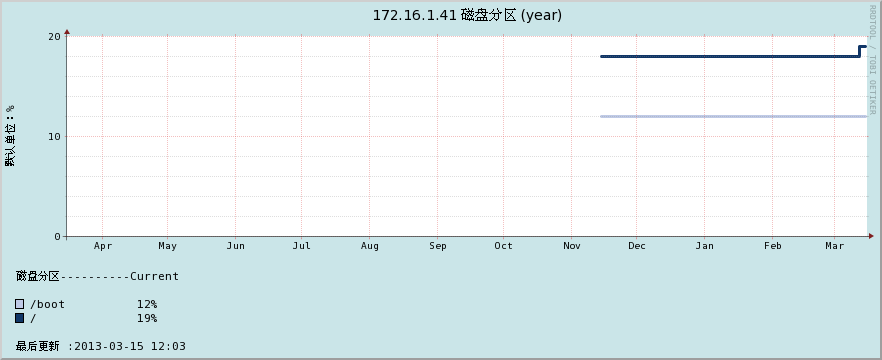 172.16.1.41 磁盘分区 (year)
RRDTOOL / TOBI OETIKER
默认单位：%
20
10
0
Apr May Jun Jul Aug Sep Oct Nov Dec Jan Feb Mar
磁盘分区----------Current
/boot 12%
/ 19%
最后更新 :2013-03-15 12:03